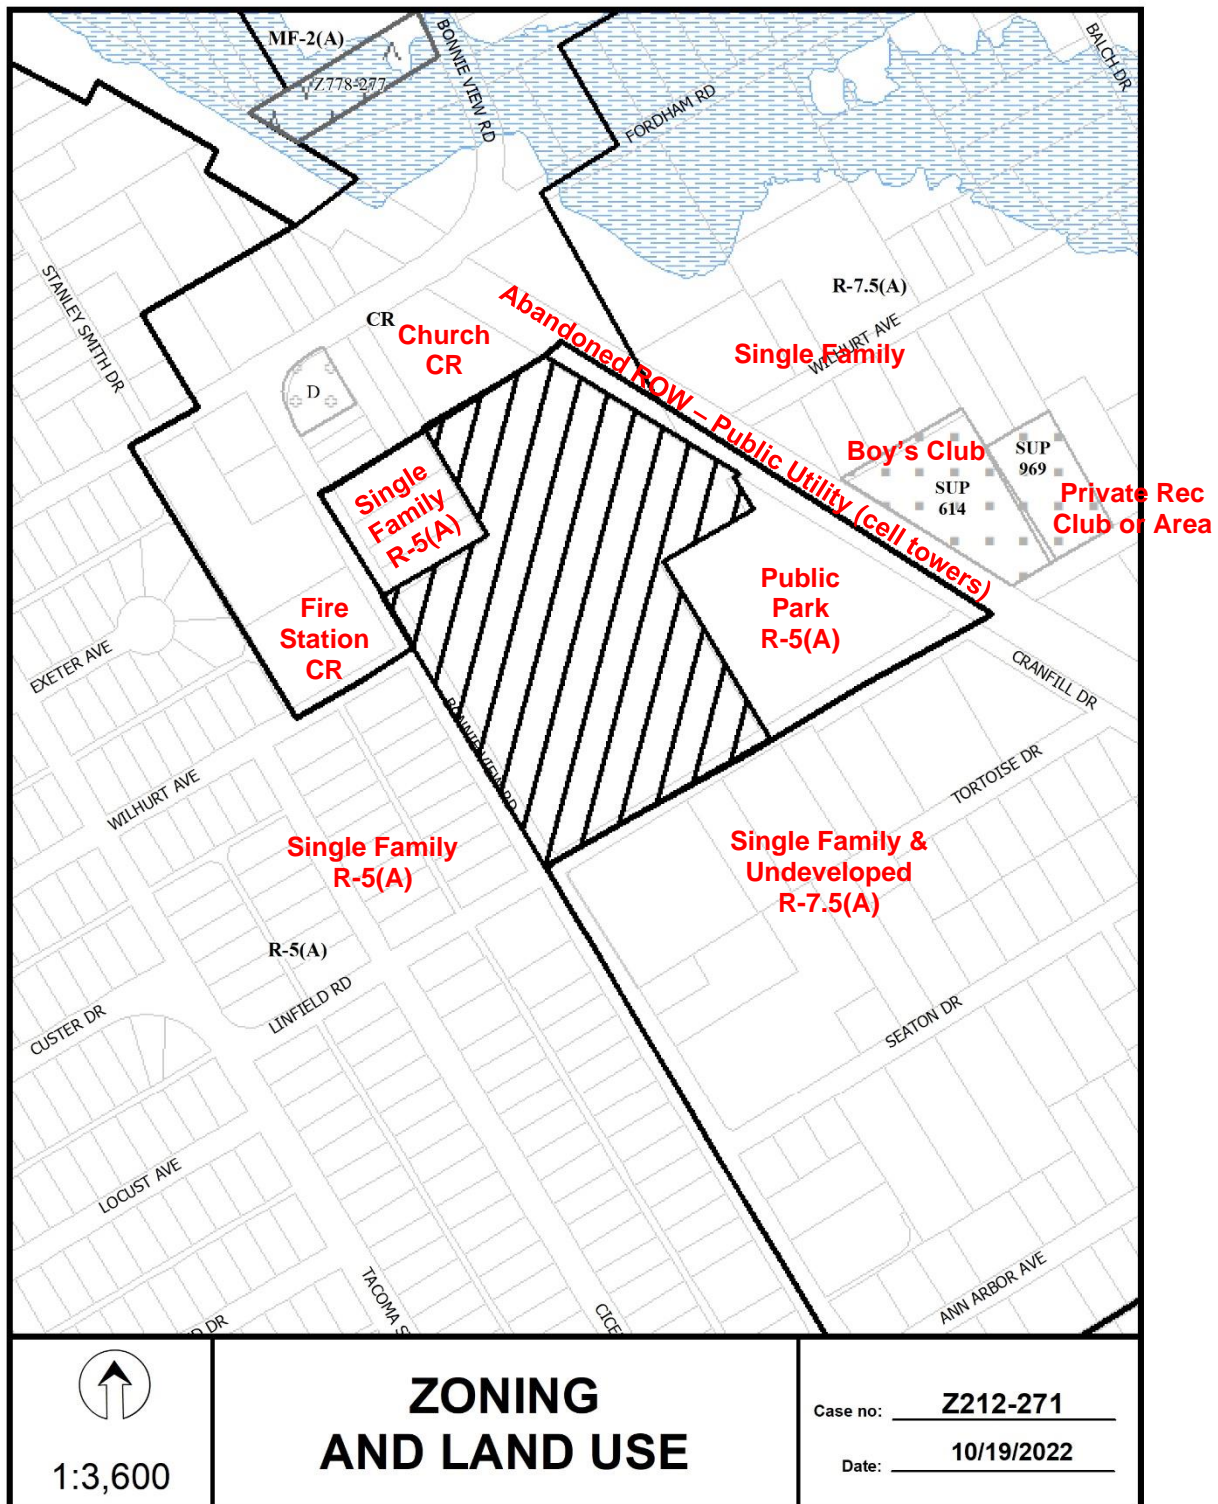 MF-2(A)
Z778-277
BONNIE VIEW RD
BALCH DR
FORDHAM RD
STANLEY SMITH DR
R-7.5(A)
CR
Church
CR
Abandoned ROW – Public Utility (cell towers)
Single Family
WILHURT AVE
D
Boy's Club
SUP
969
SUP
614
Private Rec
Club or Area
Single
Family
R-5(A)
Public
Park
R-5(A)
Fire
Station
CR
EXETER AVE
CRANFILL DR
BONNIE VIEW RD
TORTOISE DR
WILHURT AVE
Single Family
R-5(A)
Single Family &
Undeveloped
R-7.5(A)
R-5(A)
LINFIELD RD
CUSTER DR
SEATON DR
LOCUST AVE
TACOMA S
CICE
ANN ARBOR AVE
DR
1:3,600
ZONING
AND LAND USE
Case no: Z212-271
Date: 10/19/2022